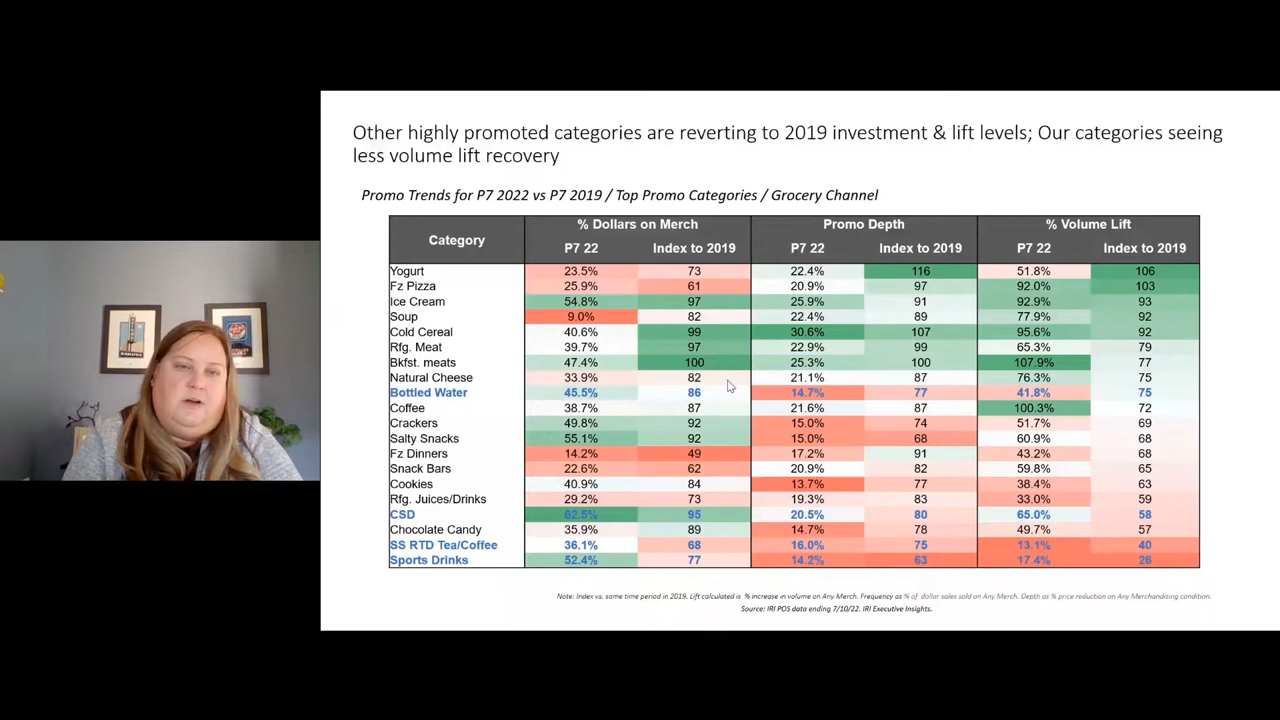 Other highly promoted categories are reverting to 2019 investment & lift levels; Our categories seeing
less volume lift recovery
Promo Trends for P7 2022 vs P7 2019 / Top Promo Categories / Grocery Channel
Category % Dollars on Merch Promo Depth % Volume Lift
P7 22 Index to 2019 P7 22 Index to 2019 P7 22 Index to 2019
Yogurt 23.5% 73 22.4% 116 51.8% 106
Fz Pizza 25.9% 61 20.9% 97 92.0% 103
Ice Cream 54.8% 97 25.9% 91 92.9% 93
Soup 9.0% 82 22.4% 89 77.9% 92
Cold Cereal 40.6% 99 30.6% 107 95.6% 92
Rfg. Meat 39.7% 97 22.9% 99 65.3% 79
Bkfst. meats 47.4% 100 25.3% 100 107.9% 77
Natural Cheese 33.9% 82 21.1% 87 76.3% 75
Bottled Water 45.5% 86 14.7% 77 41.8% 75
Coffee 38.7% 87 21.6% 87 100.3% 72
Crackers 49.8% 92 15.0% 74 51.7% 69
Salty Snacks 55.1% 92 15.0% 68 60.9% 68
Fz Dinners 14.2% 49 17.2% 91 43.2% 68
Snack Bars 22.6% 62 20.9% 82 59.8% 65
Cookies 40.9% 84 13.7% 77 38.4% 63
Rfg. Juices/Drinks 29.2% 73 19.3% 83 33.0% 59
CSD 62.5% 95 20.5% 80 65.0% 58
Chocolate Candy 35.9% 89 14.7% 78 49.7% 57
SS RTD Tea/Coffee 36.1% 68 16.0% 75 13.1% 40
Sports Drinks 52.4% 77 14.2% 63 17.4% 26
Note: Index vs. same time period in 2019. Lift calculated is % increase in volume on Any Merch. Frequency as % of dollar sales sold on Any Merch. Depth as % price reduction on Any Merchandising condition.
Source: IRI POS data ending 7/10/22. IRI Executive Insights.